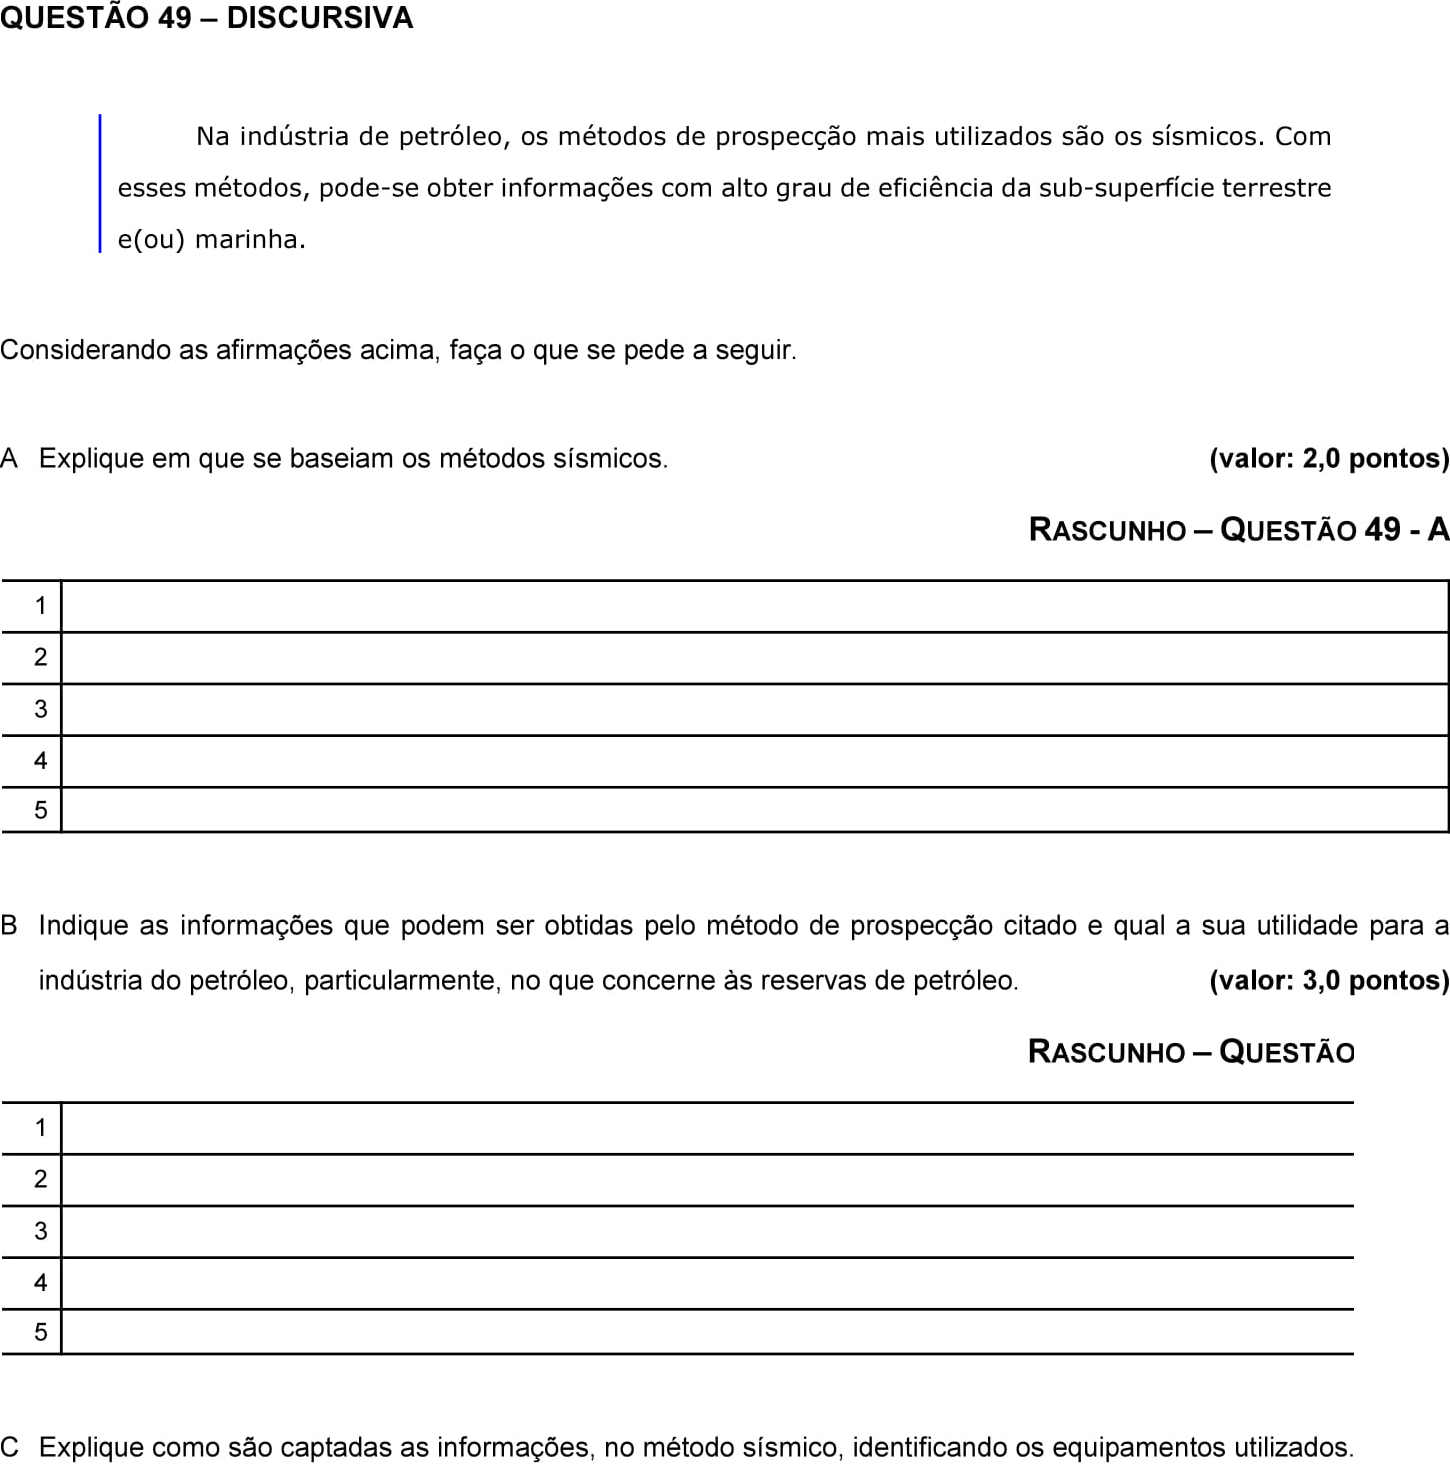 QUESTÃO 49 – DISCURSIVA
Na indústria de petróleo, os métodos de prospecção mais utilizados são os sísmicos. Com
esses métodos, pode-se obter informações com alto grau de eficiência da sub-superfície terrestre
e(ou) marinha.
Considerando as afirmações acima, faça o que se pede a seguir.
A Explique em que se baseiam os métodos sísmicos. (valor: 2,0 pontos)
RASCUNHO – QUESTÃO 49 - A
1
2
3
4
5
B Indique as informações que podem ser obtidas pelo método de prospecção citado e qual a sua utilidade para a
indústria do petróleo, particularmente, no que concerne às reservas de petróleo. (valor: 3,0 pontos)
RASCUNHO – QUESTÃO
1
2
3
4
5
C Explique como são captadas as informações, no método sísmico, identificando os equipamentos utilizados.